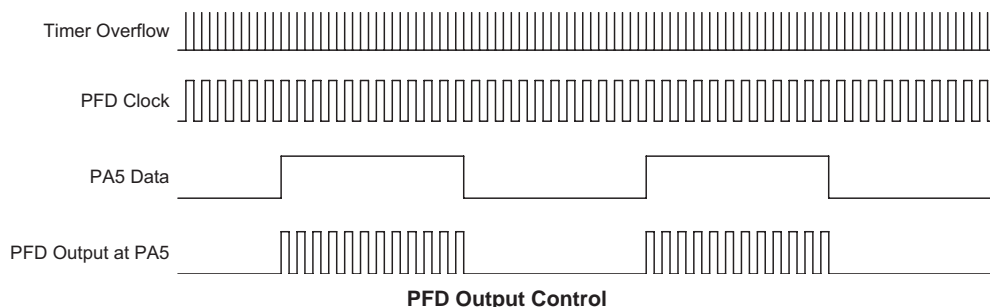 Timer Overflow
PFD Clock
PA5 Data
PFD Output at PA5
PFD Output Control